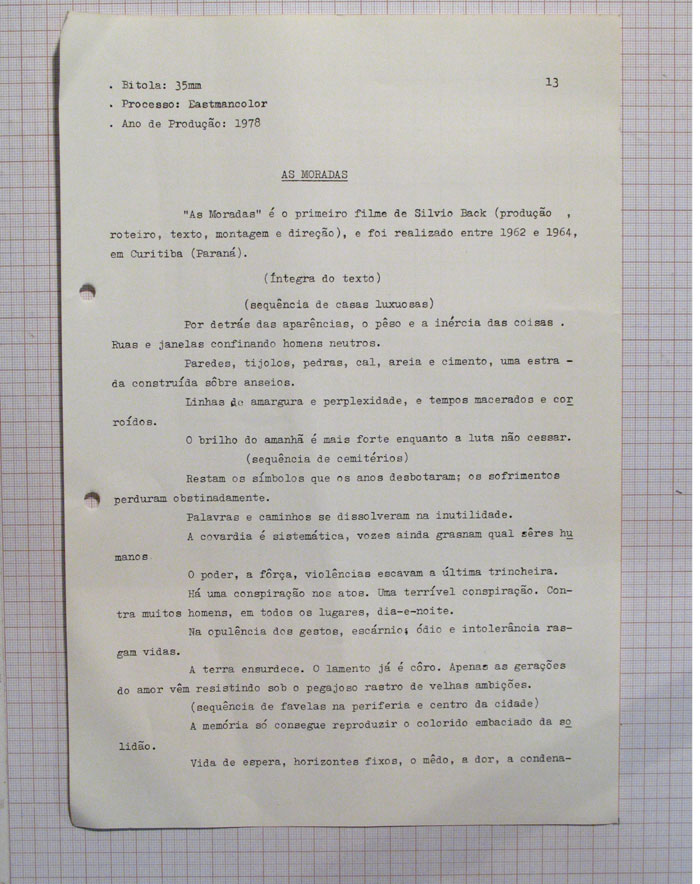 . Bitola: 35mm 13
. Processo: Eastmancolor
. Ano de Produção: 1978
AS MORADAS
"As Moradas" é o primeiro filme de Silvio Back (produção ,
roteiro, texto, montagem e direção), e foi realizado entre 1962 e 1964,
em Curitiba (Paraná).
(íntegra do texto)
(sequência de casas luxuosas)
Por detrás das aparências, o pêso e a inércia das coisas .
Ruas e janelas confinando homens neutros.
Paredes, tijolos, pedras, cal, areia e cimento, uma estra -
da construída sôbre anseios.
Linhas de amargura e perplexidade, e tempos macerados e cor
roídos.
O brilho do amanhã é mais forte enquanto a luta não cessar.
(sequência de cemitérios)
Restam os símbolos que os anos desbotaram; os sofrimentos
perduram obstinadamente.
Palavras e caminhos se dissolveram na inutilidade.
A covardia é sistemática, vozes ainda grasnam qual sêres hu
manos.
O poder, a fôrça, violências escavam a última trincheira.
Há uma conspiração nos atos. Uma terrível conspiração. Con-
tra muitos homens, em todos os lugares, dia-e-noite.
Na opulência dos gestos, escárnio; ódio e intolerância ras-
gam vidas.
A terra ensurdece. O lamento já é côro. Apenas as gerações
do amor vêm resistindo sob o pegajoso rastro de velhas ambições.
(sequência de favelas na periferia e centro da cidade)
A memória só consegue reproduzir o colorido embaciado da so
lidão.
Vida de espera, horizontes fixos, o mêdo, a dor, a condena-